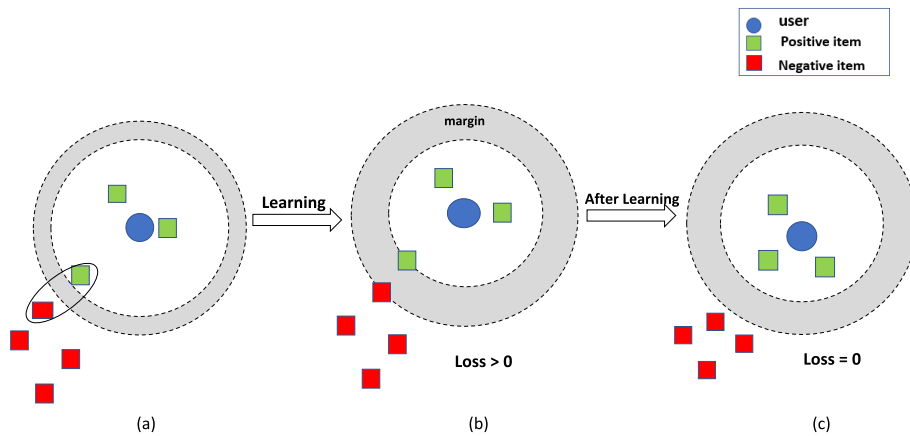 user
Positive item
Negative item
margin
Learning
After Learning
Loss > 0
Loss = 0
(a)
(b)
(c)